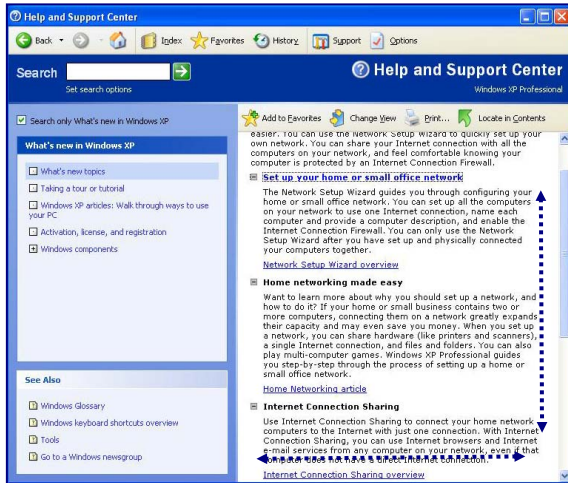 Help and Support Center
Back
Index
Favorites
History
Support
Options
Search
Set search options
Help and Support Center
Windows XP Professional
Search only What's new in Windows XP
What's new in Windows XP
What's new topics
Taking a tour or tutorial
Windows XP articles: Walk through ways to use
your PC
Activation, license, and registration
Windows components
See Also
Windows Glossary
Windows keyboard shortcuts overview
Tools
Go to a Windows newsgroup
Add to Favorites
Change View
Print...
Locate in Contents
easier. You can use the Network Setup Wizard to quickly set up your
own network. You can share your Internet connection with all the
computers on your network, and feel comfortable knowing your
computer is protected by an Internet Connection Firewall.
Set up your home or small office network
The Network Setup Wizard guides you through configuring your
home or small office network. You can set up all the computers
on your network to use one Internet connection, name each
computer and provide a computer description, and enable the
Internet Connection Firewall. You can only use the Network
Setup Wizard after you have set up and physically connected
your computers together.
Network Setup Wizard overview
Home networking made easy
Want to learn more about why you should set up a network, and
how to do it? If your home or small business contains two or
more computers, connecting them on a network greatly expands
their capacity and may even save you money. When you set up
a network, you can share hardware (like printers and scanners),
a single Internet connection, and files and folders. You can also
play multi-computer games. Windows XP Professional guides
you step-by-step through the process of setting up a home or
small office network.
Home Networking article
Internet Connection Sharing
Use Internet Connection Sharing to connect your home network
computers to the Internet with just one connection. With Internet
Connection Sharing, you can use Internet browsers and Internet
e-mail services from any computer on your network, even if that
computer does not have a direct Internet connection.
Internet Connection Sharing overview